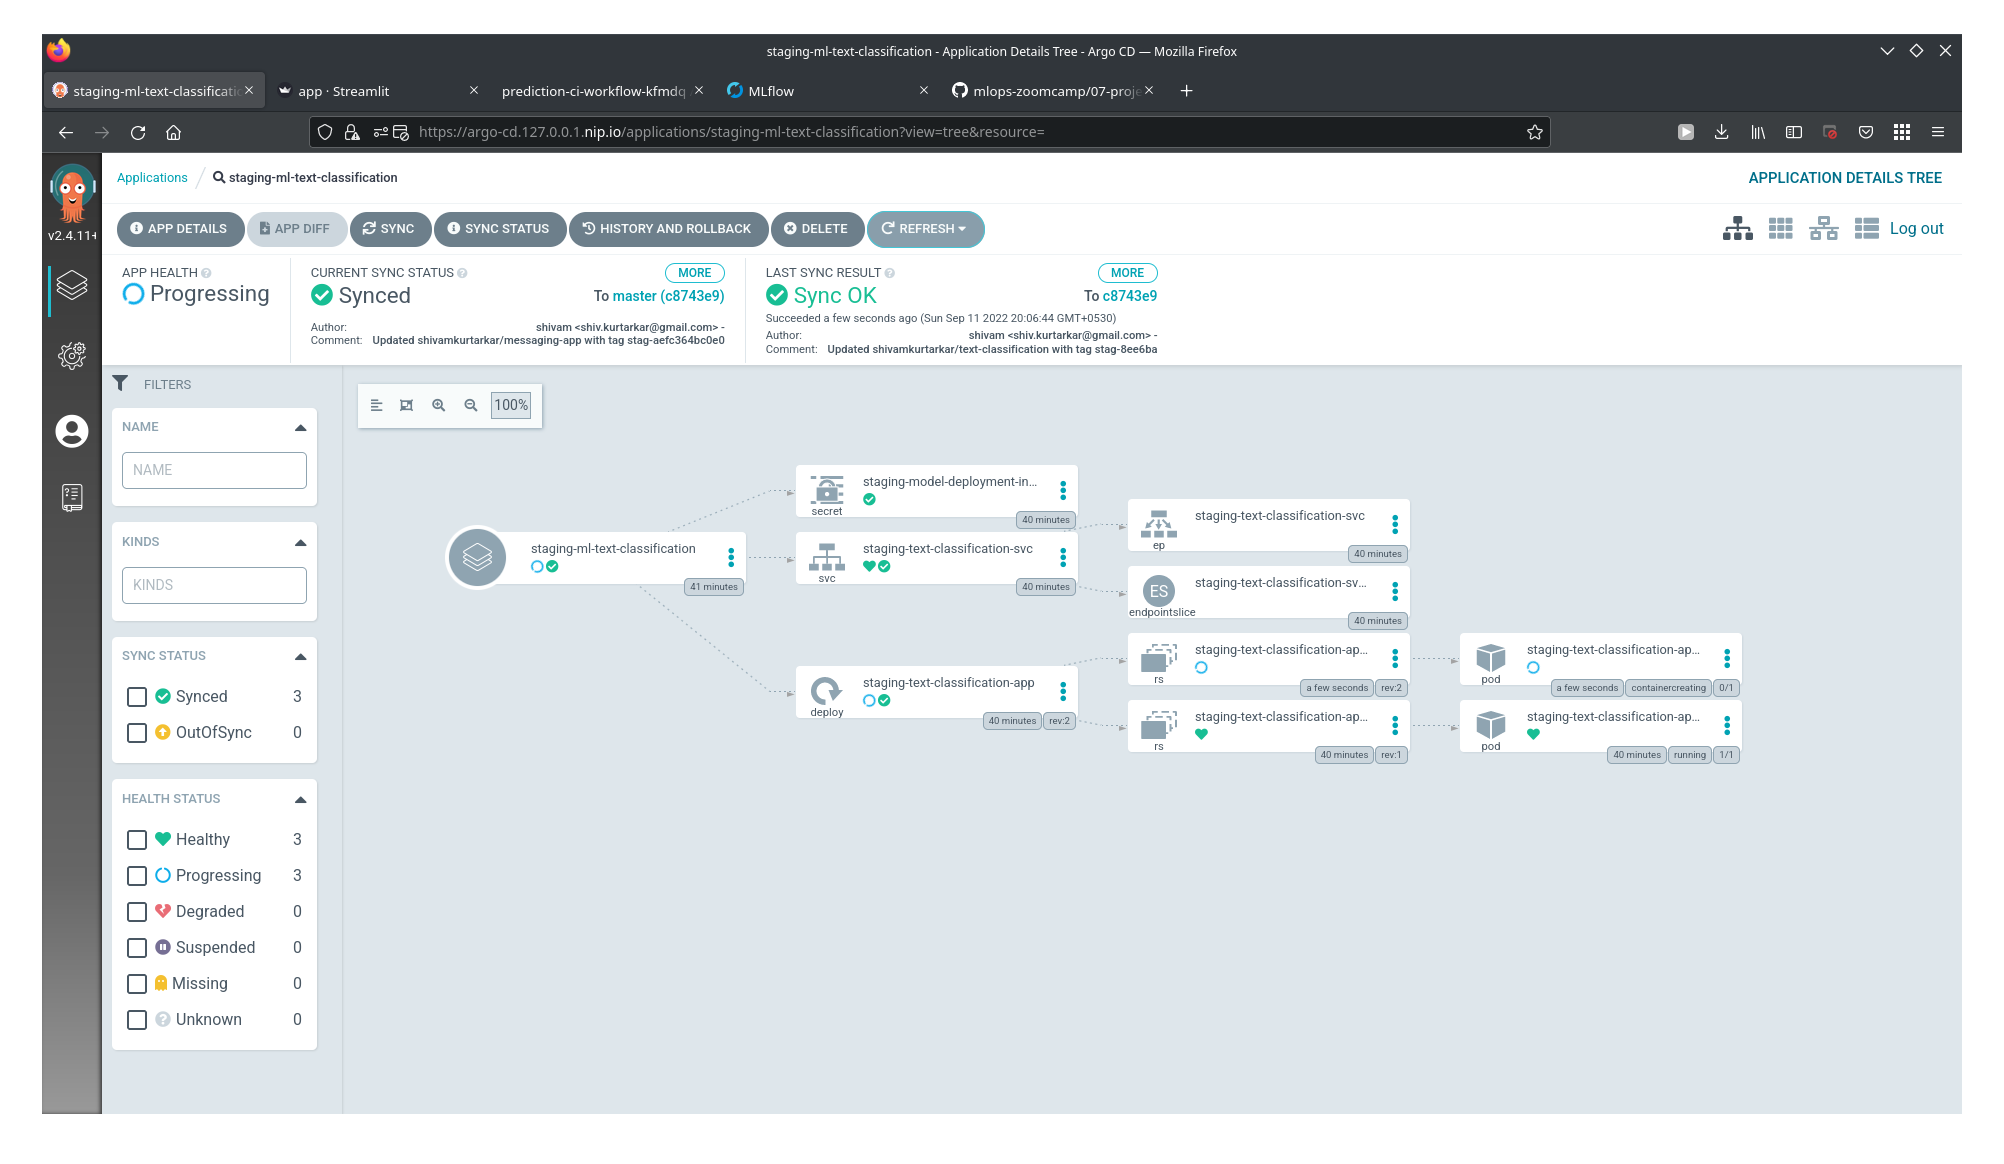 staging-ml-text-classification - Application Details Tree - Argo CD — Mozilla Firefox
staging-ml-text-classificatio
app · Streamlit
prediction-ci-workflow-kfmdq
MLflow
mlops-zoomcamp/07-proje
https://argo-cd.127.0.0.1.nip.io/applications/staging-ml-text-classification?view=tree&resource=
v2.4.11+
Applications / staging-ml-text-classification
APPLICATION DETAILS TREE
APP DETAILS
APP DIFF
SYNC
SYNC STATUS
HISTORY AND ROLLBACK
DELETE
REFRESH
Log out
APP HEALTH
Progressing
CURRENT SYNC STATUS
MORE
Synced
To master (c8743e9)
Author: shivam <shiv.kurtarkar@gmail.com> -
Comment: Updated shivamkurtarkar/messaging-app with tag stag-aefc364bc0e0
LAST SYNC RESULT
MORE
Sync OK
To c8743e9
Succeeded a few seconds ago (Sun Sep 11 2022 20:06:44 GMT+0530)
Author: shivam <shiv.kurtarkar@gmail.com> -
Comment: Updated shivamkurtarkar/text-classification with tag stag-8ee6ba
FILTERS
NAME
NAME
KINDS
KINDS
SYNC STATUS
Synced 3
OutOfSync 0
HEALTH STATUS
Healthy 3
Progressing 3
Degraded 0
Suspended 0
Missing 0
Unknown 0
100%
staging-ml-text-classification
41 minutes
secret
staging-model-deployment-in...
40 minutes
svc
staging-text-classification-svc
40 minutes
deploy
staging-text-classification-app
40 minutes rev:2
ep
staging-text-classification-svc
40 minutes
ES
endpointslice
staging-text-classification-sv...
40 minutes
rs
staging-text-classification-ap...
a few seconds rev:2
rs
staging-text-classification-ap...
40 minutes rev:1
pod
staging-text-classification-ap...
a few seconds containercreating 0/1
pod
staging-text-classification-ap...
40 minutes running 1/1